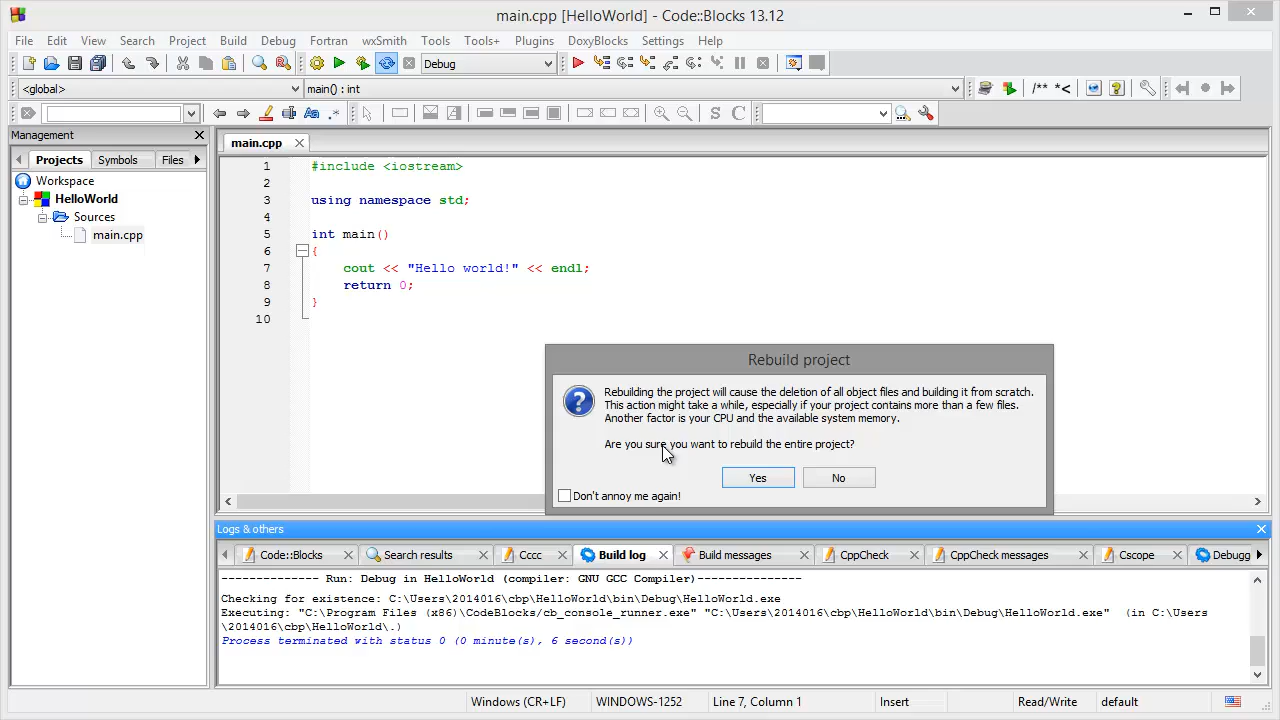 main.cpp [HelloWorld] - Code::Blocks 13.12
File Edit View Search Project Build Debug Fortran wxSmith Tools Tools+ Plugins DoxyBlocks Settings Help
Debug
<global> main() : int /** *<
Aa .* S C
Management
Projects Symbols Files
Workspace
HelloWorld
Sources
main.cpp
main.cpp
1 #include <iostream>
2
3 using namespace std;
4
5 int main()
6 {
7 cout << "Hello world!" << endl;
8 return 0;
9 }
10
Rebuild project
Rebuilding the project will cause the deletion of all object files and building it from scratch.
This action might take a while, especially if your project contains more than a few files.
Another factor is your CPU and the available system memory.
Are you sure you want to rebuild the entire project?
Yes No
Don't annoy me again!
Logs & others
Code::Blocks Search results Cccc Build log Build messages CppCheck CppCheck messages Cscope Debugg
-------------- Run: Debug in HelloWorld (compiler: GNU GCC Compiler)---------------
Checking for existence: C:\Users\2014016\cbp\HelloWorld\bin\Debug\HelloWorld.exe
Executing: "C:\Program Files (x86)\CodeBlocks/cb_console_runner.exe" "C:\Users\2014016\cbp\HelloWorld\bin\Debug\HelloWorld.exe" (in C:\Users
\2014016\cbp\HelloWorld\.)
Process terminated with status 0 (0 minute(s), 6 second(s))
Windows (CR+LF) WINDOWS-1252 Line 7, Column 1 Insert Read/Write default